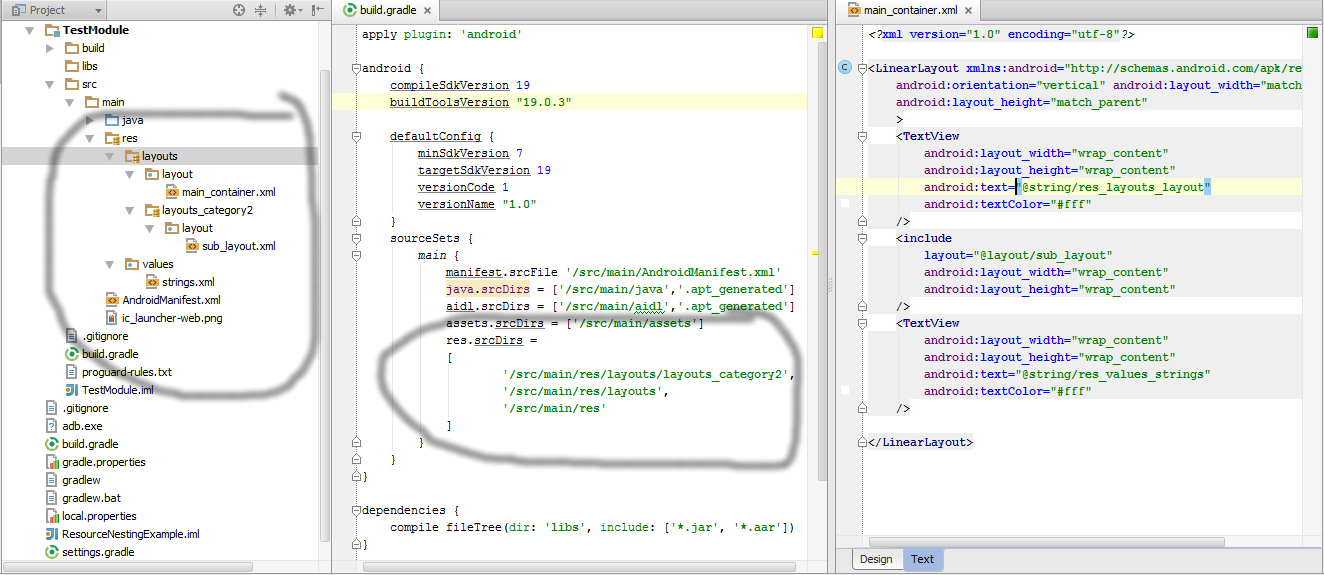 Project
TestModule
build
libs
src
main
java
res
layouts
layout
main_container.xml
layouts_category2
layout
sub_layout.xml
values
strings.xml
AndroidManifest.xml
ic_launcher-web.png
.gitignore
build.gradle
proguard-rules.txt
TestModule.iml
.gitignore
adb.exe
build.gradle
gradle.properties
gradlew
gradlew.bat
local.properties
ResourceNestingExample.iml
settings.gradle
build.gradle
apply plugin: 'android'
android {
compileSdkVersion 19
buildToolsVersion "19.0.3"
defaultConfig {
minSdkVersion 7
targetSdkVersion 19
versionCode 1
versionName "1.0"
}
sourceSets {
main {
manifest.srcFile '/src/main/AndroidManifest.xml'
java.srcDirs = ['/src/main/java','.apt_generated']
aidl.srcDirs = ['/src/main/aidl','.apt_generated']
assets.srcDirs = ['/src/main/assets']
res.srcDirs =
[
'/src/main/res/layouts/layouts_category2',
'/src/main/res/layouts',
'/src/main/res'
]
}
}
}
dependencies {
compile fileTree(dir: 'libs', include: ['*.jar', '*.aar'])
}
main_container.xml
<?xml version="1.0" encoding="utf-8"?>
C
<LinearLayout xmlns:android="http://schemas.android.com/apk/re
android:orientation="vertical" android:layout_width="match
android:layout_height="match_parent"
>
<TextView
android:layout_width="wrap_content"
android:layout_height="wrap_content"
android:text="@string/res_layouts_layout"
android:textColor="#fff"
/>
<include
layout="@layout/sub_layout"
android:layout_width="wrap_content"
android:layout_height="wrap_content"
/>
<TextView
android:layout_width="wrap_content"
android:layout_height="wrap_content"
android:text="@string/res_values_strings"
android:textColor="#fff"
/>
</LinearLayout>
Design Text